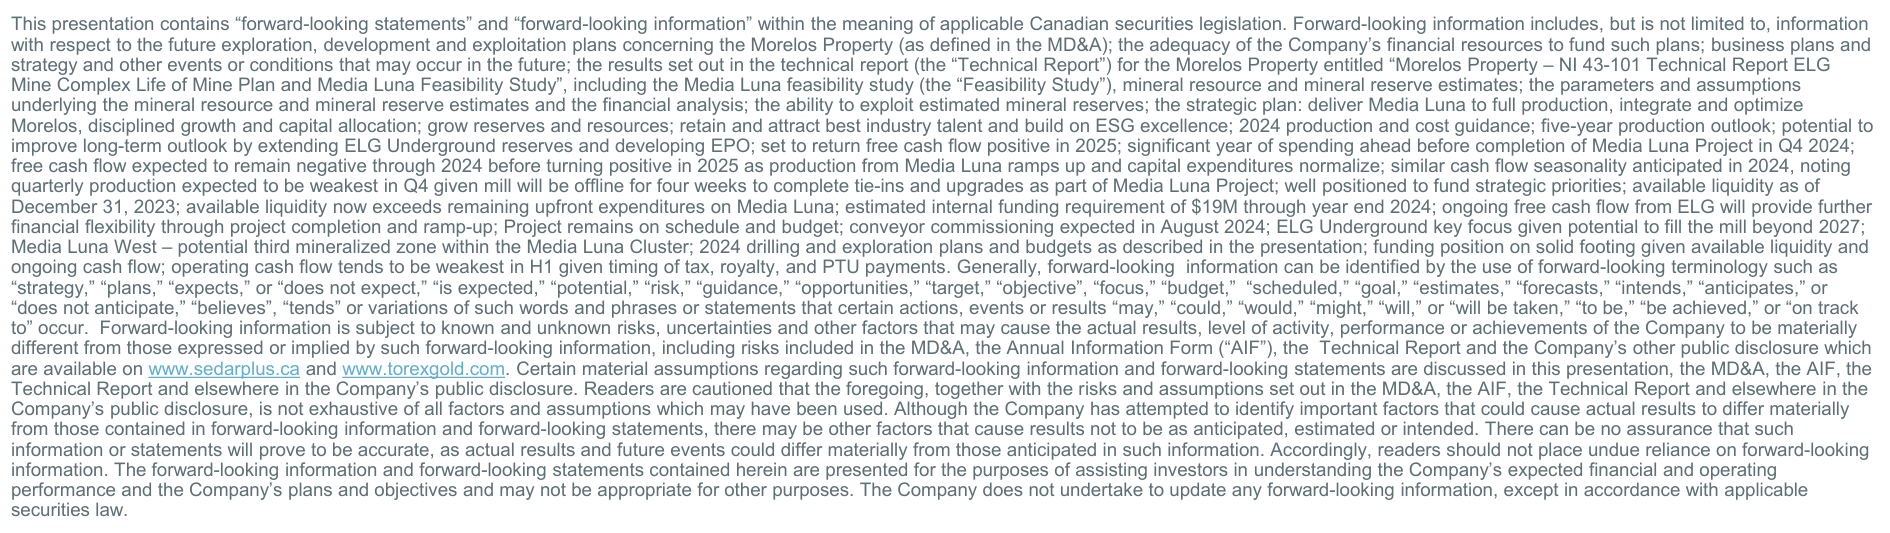 This presentation contains “forward-looking statements” and “forward-looking information” within the meaning of applicable Canadian securities legislation. Forward-looking information includes, but is not limited to, information
with respect to the future exploration, development and exploitation plans concerning the Morelos Property (as defined in the MD&A); the adequacy of the Company’s financial resources to fund such plans; business plans and
strategy and other events or conditions that may occur in the future; the results set out in the technical report (the “Technical Report”) for the Morelos Property entitled “Morelos Property – NI 43-101 Technical Report ELG
Mine Complex Life of Mine Plan and Media Luna Feasibility Study”, including the Media Luna feasibility study (the “Feasibility Study”), mineral resource and mineral reserve estimates; the parameters and assumptions
underlying the mineral resource and mineral reserve estimates and the financial analysis; the ability to exploit estimated mineral reserves; the strategic plan: deliver Media Luna to full production, integrate and optimize
Morelos, disciplined growth and capital allocation; grow reserves and resources; retain and attract best industry talent and build on ESG excellence; 2024 production and cost guidance; five-year production outlook; potential to
improve long-term outlook by extending ELG Underground reserves and developing EPO; set to return free cash flow positive in 2025; significant year of spending ahead before completion of Media Luna Project in Q4 2024;
free cash flow expected to remain negative through 2024 before turning positive in 2025 as production from Media Luna ramps up and capital expenditures normalize; similar cash flow seasonality anticipated in 2024, noting
quarterly production expected to be weakest in Q4 given mill will be offline for four weeks to complete tie-ins and upgrades as part of Media Luna Project; well positioned to fund strategic priorities; available liquidity as of
December 31, 2023; available liquidity now exceeds remaining upfront expenditures on Media Luna; estimated internal funding requirement of $19M through year end 2024; ongoing free cash flow from ELG will provide further
financial flexibility through project completion and ramp-up; Project remains on schedule and budget; conveyor commissioning expected in August 2024; ELG Underground key focus given potential to fill the mill beyond 2027;
Media Luna West – potential third mineralized zone within the Media Luna Cluster; 2024 drilling and exploration plans and budgets as described in the presentation; funding position on solid footing given available liquidity and
ongoing cash flow; operating cash flow tends to be weakest in H1 given timing of tax, royalty, and PTU payments. Generally, forward-looking  information can be identified by the use of forward-looking terminology such as
“strategy,” “plans,” “expects,” or “does not expect,” “is expected,” “potential,” “risk,” “guidance,” “opportunities,” “target,” “objective”, “focus,” “budget,”  “scheduled,” “goal,” “estimates,” “forecasts,” “intends,” “anticipates,” or
“does not anticipate,” “believes”, “tends” or variations of such words and phrases or statements that certain actions, events or results “may,” “could,” “would,” “might,” “will,” or “will be taken,” “to be,” “be achieved,” or “on track
to” occur.  Forward-looking information is subject to known and unknown risks, uncertainties and other factors that may cause the actual results, level of activity, performance or achievements of the Company to be materially
different from those expressed or implied by such forward-looking information, including risks included in the MD&A, the Annual Information Form (“AIF”), the  Technical Report and the Company’s other public disclosure which
are available on www.sedarplus.ca and www.torexgold.com. Certain material assumptions regarding such forward-looking information and forward-looking statements are discussed in this presentation, the MD&A, the AIF, the
Technical Report and elsewhere in the Company’s public disclosure. Readers are cautioned that the foregoing, together with the risks and assumptions set out in the MD&A, the AIF, the Technical Report and elsewhere in the
Company’s public disclosure, is not exhaustive of all factors and assumptions which may have been used. Although the Company has attempted to identify important factors that could cause actual results to differ materially
from those contained in forward-looking information and forward-looking statements, there may be other factors that cause results not to be as anticipated, estimated or intended. There can be no assurance that such
information or statements will prove to be accurate, as actual results and future events could differ materially from those anticipated in such information. Accordingly, readers should not place undue reliance on forward-looking
information. The forward-looking information and forward-looking statements contained herein are presented for the purposes of assisting investors in understanding the Company’s expected financial and operating
performance and the Company’s plans and objectives and may not be appropriate for other purposes. The Company does not undertake to update any forward-looking information, except in accordance with applicable
securities law.